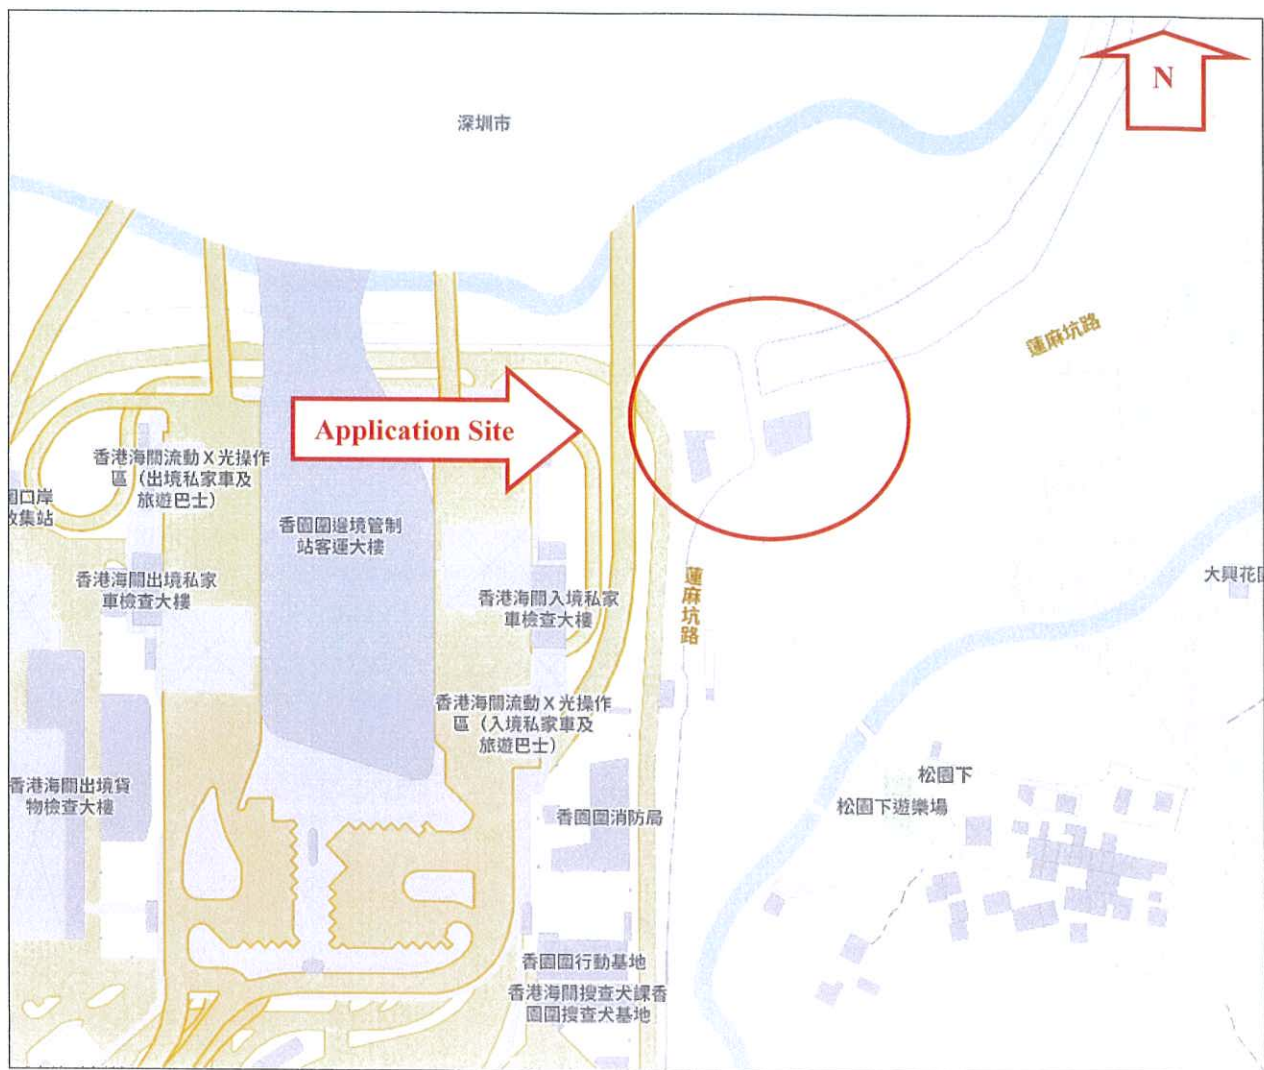 N
深圳市
蓮麻坑路
Application Site
香港海關流動X光操作
區（出境私家車及
旅遊巴士）
香園圍邊境管制
站客運大樓
香港海關出境私家
車檢查大樓
香港海關入境私家
車檢查大樓
蓮麻坑路
大興花
香港海關流動X光操作
區（入境私家車及
旅遊巴士）
香港海關出境貨
物檢查大樓
香園圍消防局
松園下
松園下遊樂場
香園圍行動基地
香港海關搜查犬課香
園圍搜查犬基地